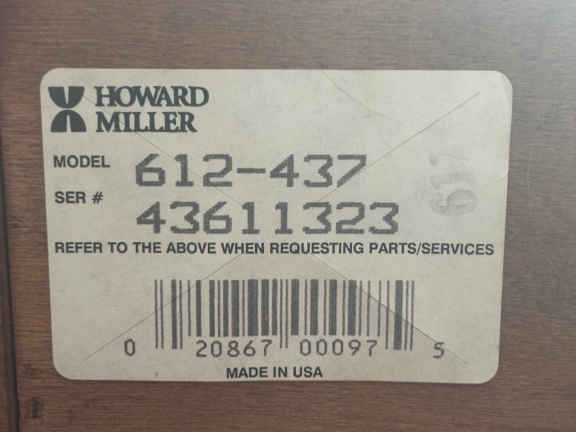 HOWARD
MILLER
MODEL 612-437
SER # 43611323
REFER TO THE ABOVE WHEN REQUESTING PARTS/SERVICES
0 20867 00097 5
MADE IN USA